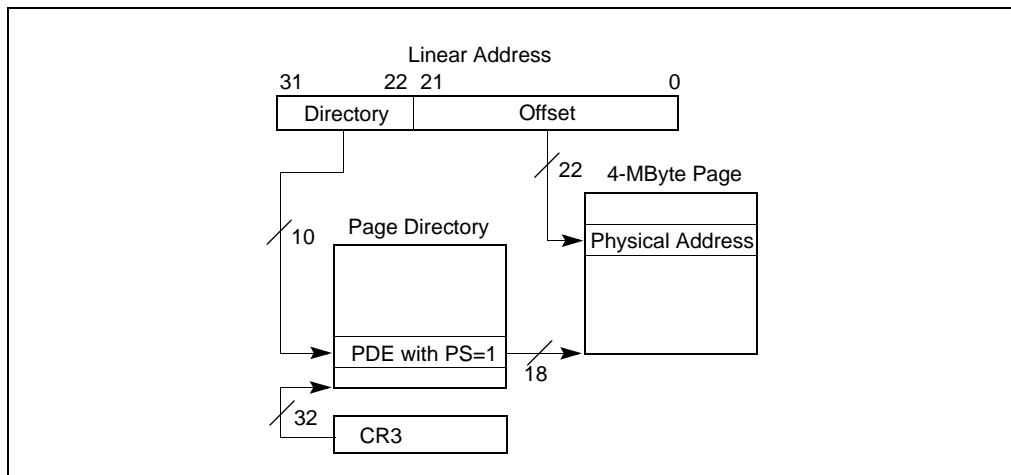 Linear Address
31 22 21 0
Directory Offset
22 4-MByte Page
10 Page Directory
Physical Address
PDE with PS=1
18
32
CR3